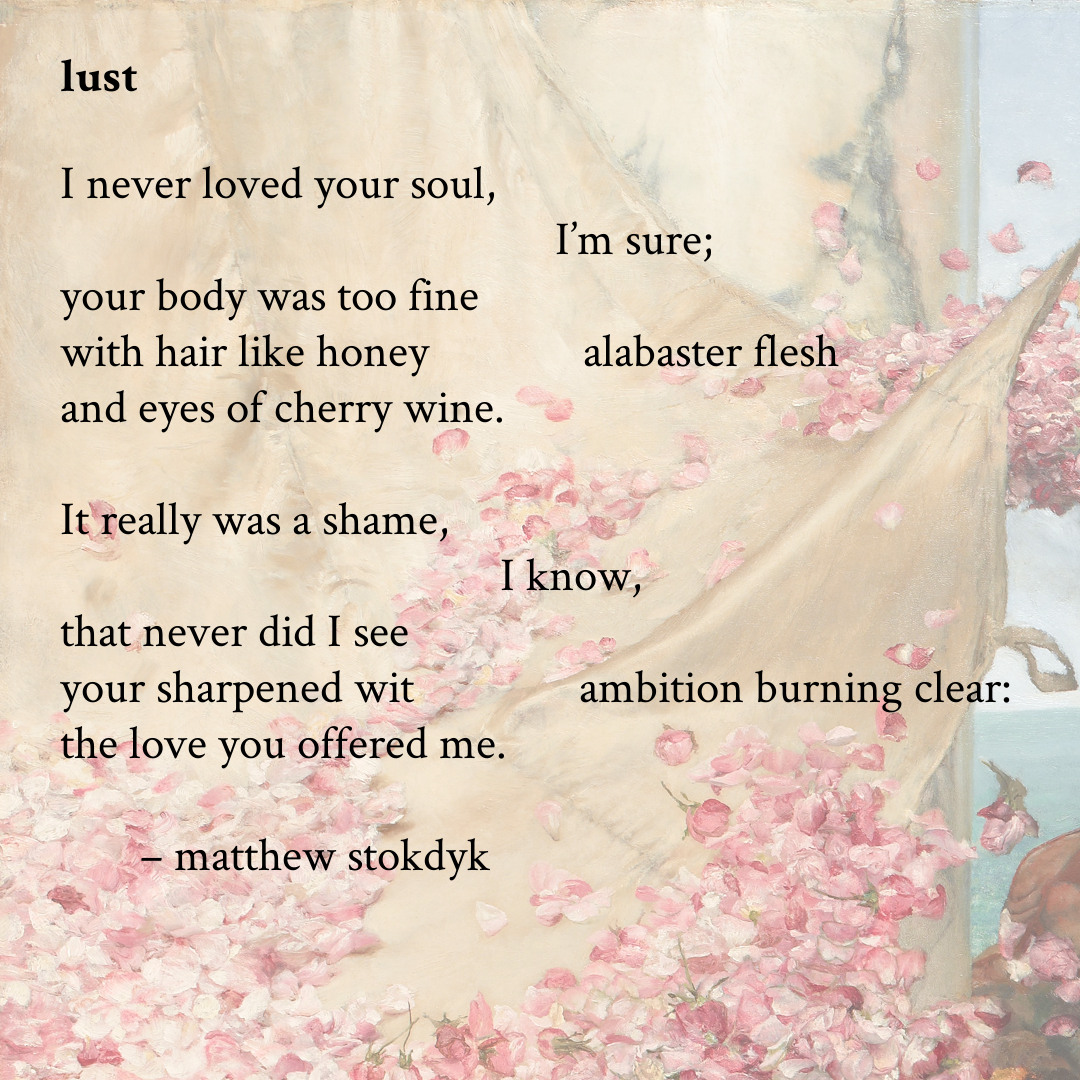 lust
I never loved your soul,
I’m sure;
your body was too fine
with hair like honey alabaster flesh
and eyes of cherry wine.
It really was a shame,
I know,
that never did I see
your sharpened wit ambition burning clear:
the love you offered me.
– matthew stokdyk